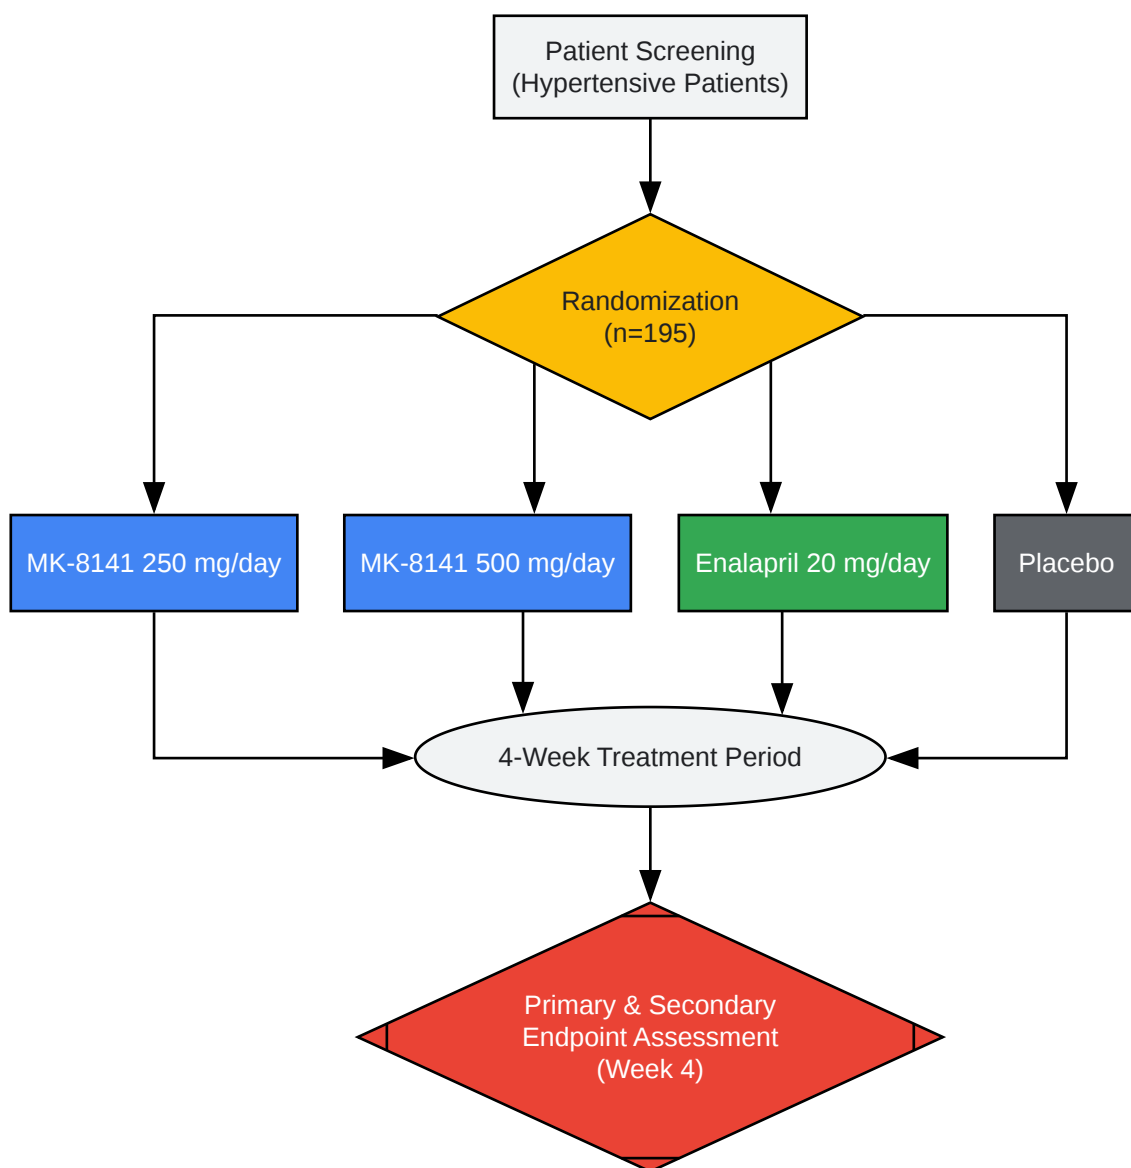 Patient Screening
(Hypertensive Patients)
Randomization
(n=195)
MK-8141 250 mg/day
MK-8141 500 mg/day
Enalapril 20 mg/day
Placebo
4-Week Treatment Period
Primary & Secondary
Endpoint Assessment
(Week 4)